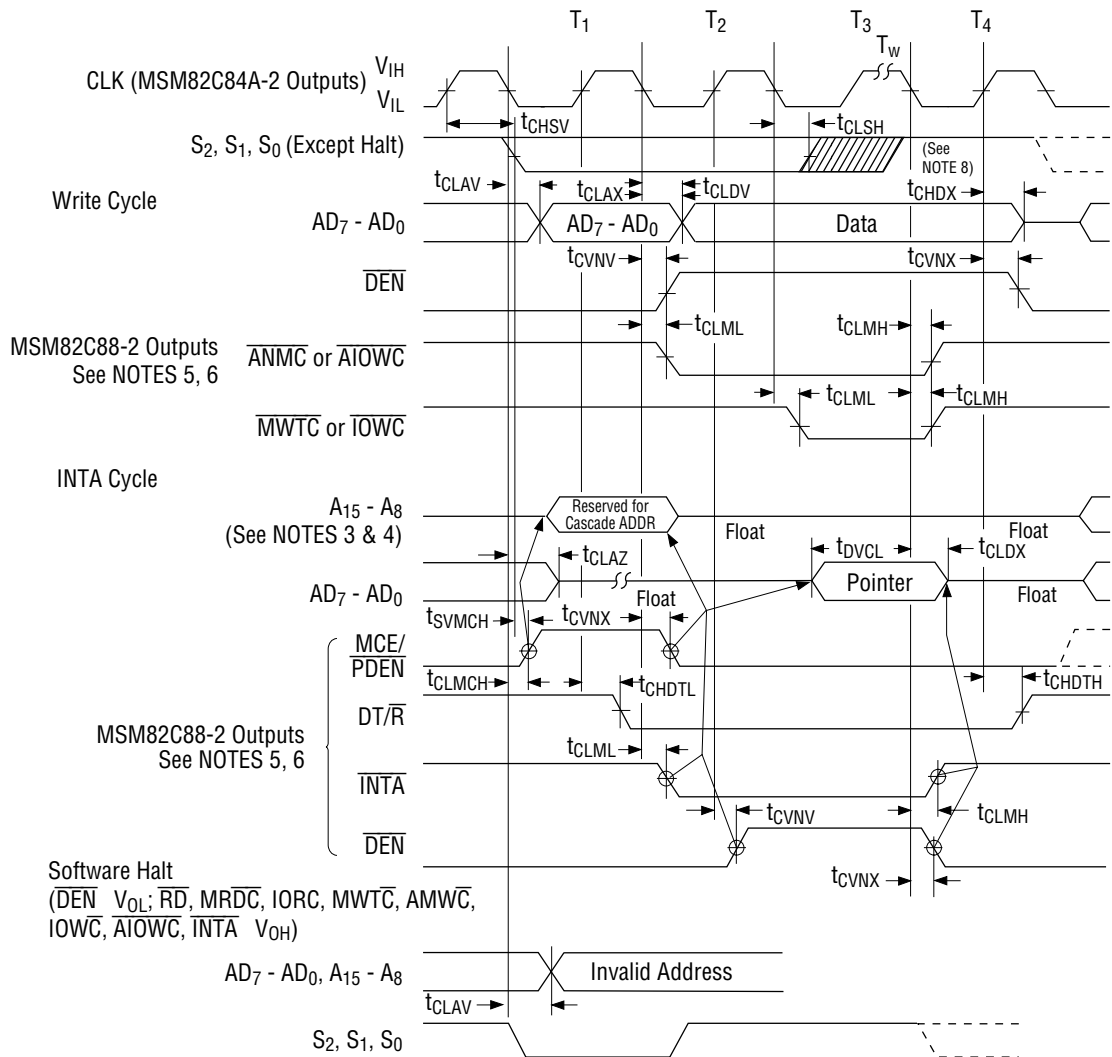 T1 T2 T3 T4
TW
CLK (MSM82C84A-2 Outputs) VIH
VIL
tCHSV tCLSH
S2, S1, S0 (Except Halt)
(See
NOTE 8)
tCLAV tCLAX tCLDV tCHDX
Write Cycle
AD7 - AD0 AD7 - AD0 Data
tCVNV tCVNX
DEN
tCLML tCLMH
MSM82C88-2 Outputs
See NOTES 5, 6
ANMC or AIOWC
tCLML tCLMH
MWTC or IOWC
INTA Cycle
A15 - A8
(See NOTES 3 & 4)
Reserved for
Cascade ADDR
Float Float
tCLAZ tDVCL tCLDX
AD7 - AD0 Float Pointer Float
tSVMCH tCVNX
MCE/
PDEN
tCLMCH tCHDTL tCHDTH
DT/R
MSM82C88-2 Outputs
See NOTES 5, 6
tCLML
INTA
tCVNV tCLMH
DEN
tCVNX
Software Halt
(DEN VOL; RD, MRDC, IORC, MWTC, AMWC,
IOWC, AIOWC, INTA VOH)
AD7 - AD0, A15 - A8 Invalid Address
tCLAV
S2, S1, S0